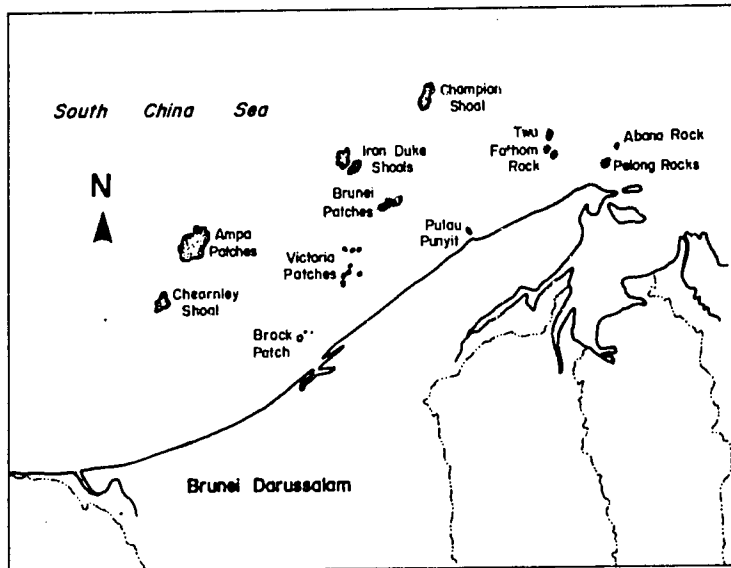 Champion
Shoal
South China Sea
Twu
Fathom
Rock
Abana Rock
Pelong Rocks
Iron Duke
Shoals
N
Brunei
Patches
Pulau
Punyit
Ampa
Patches
Victoria
Patches
Chearnley
Shoal
Brock
Patch
Brunei Darussalam